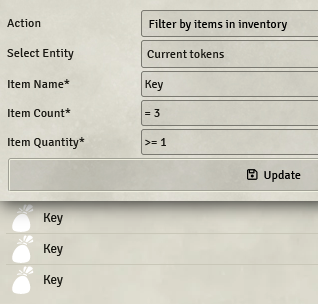 Action Filter by items in inventory
Select Entity Current tokens
Item Name* Key
Item Count* = 3
Item Quantity* >= 1
Update
Key
Key
Key